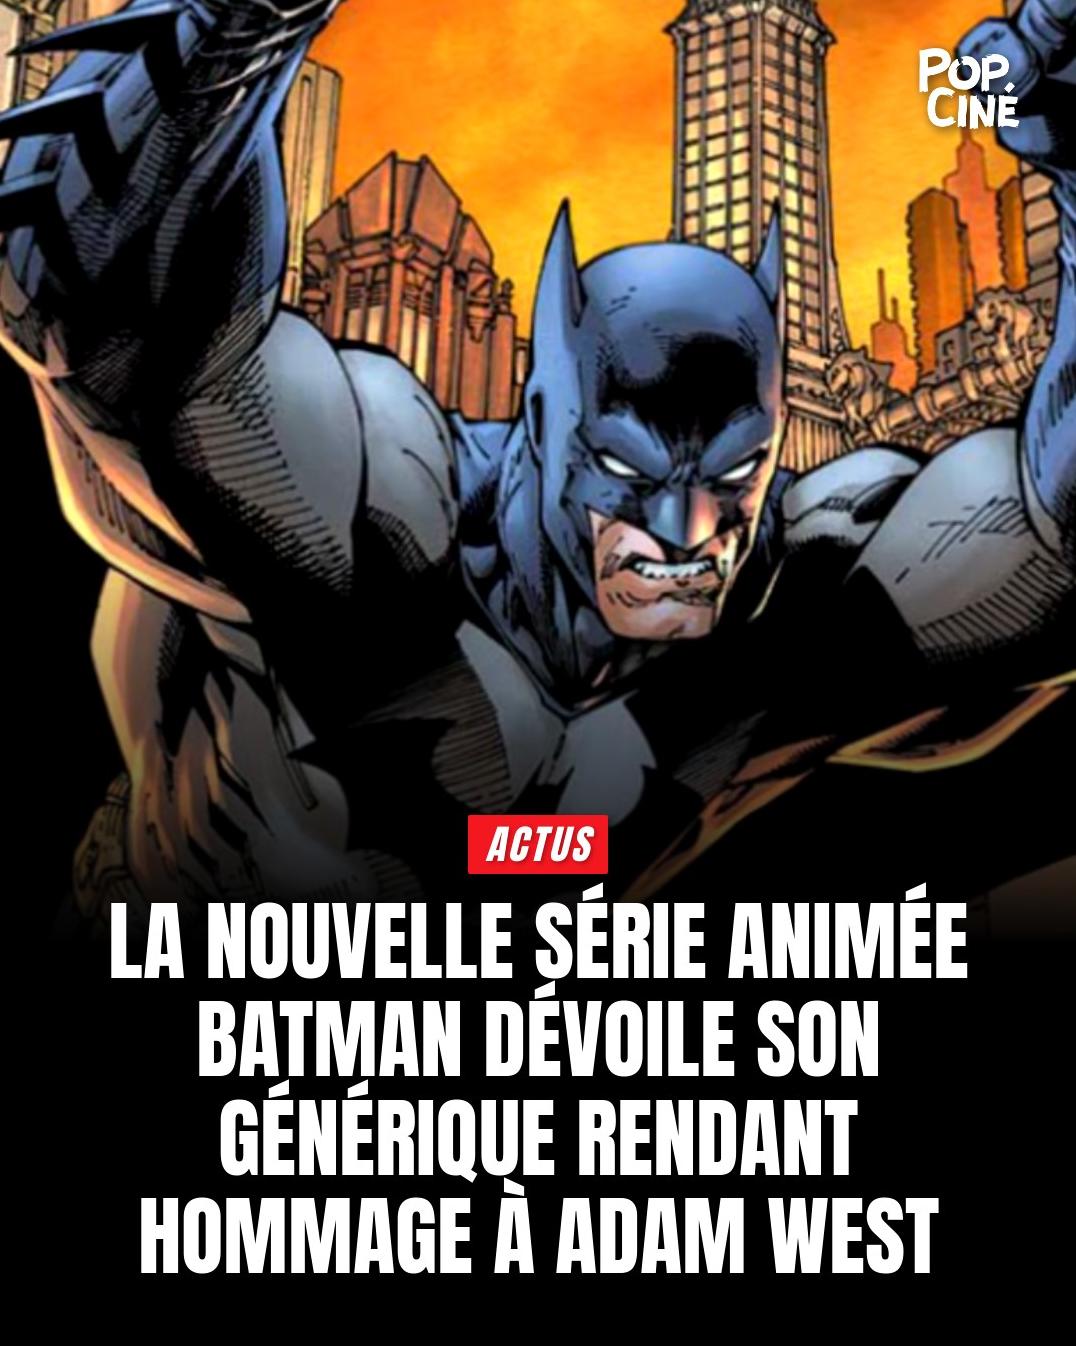 POP.
CINÉ
ACTUS
LA NOUVELLE SÉRIE ANIMÉE
BATMAN DÉVOILE SON
GÉNÉRIQUE RENDANT
HOMMAGE À ADAM WEST